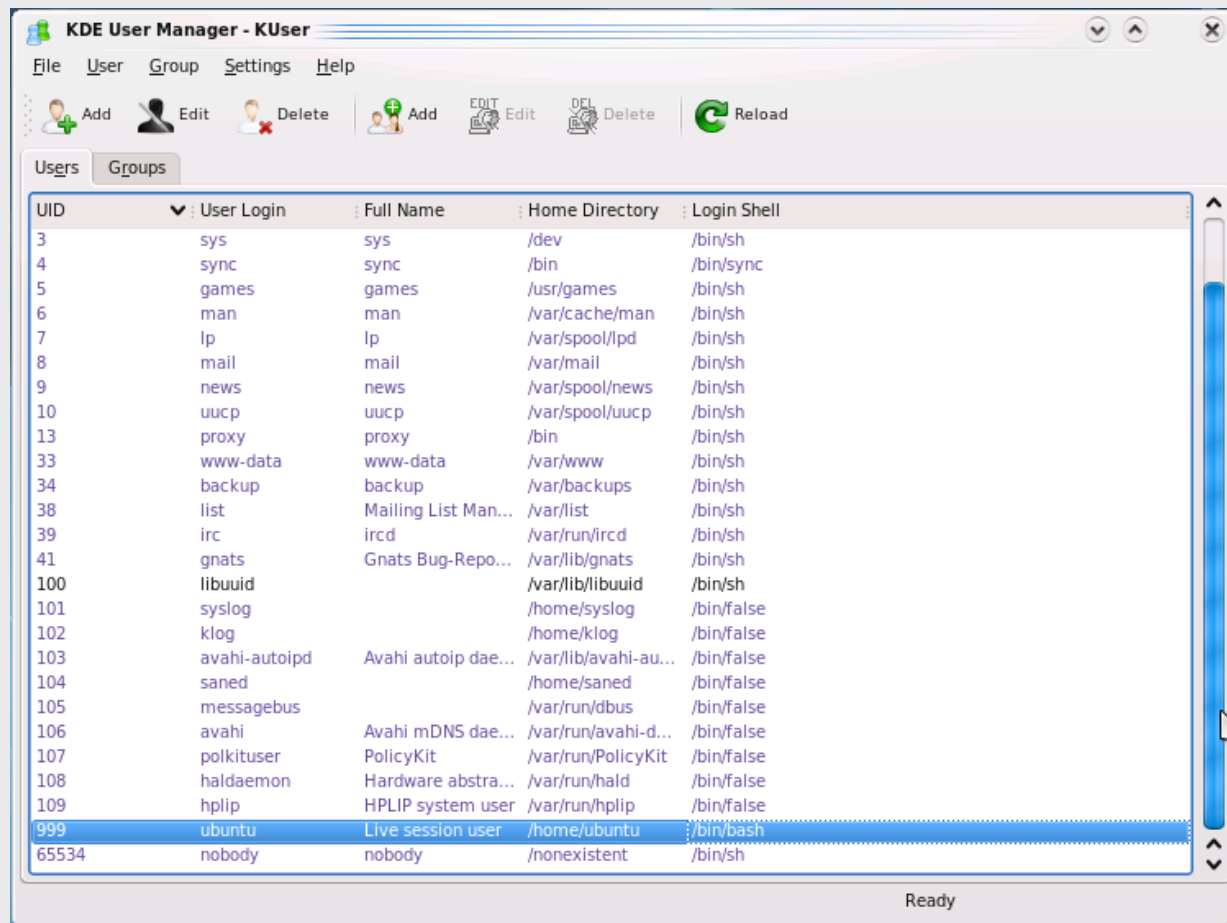 KDE User Manager - KUser
File User Group Settings Help
Add Edit Delete Add EDIT Edit DEL Delete Reload
Users Groups
UID User Login Full Name Home Directory Login Shell
3 sys sys /dev /bin/sh
4 sync sync /bin /bin/sync
5 games games /usr/games /bin/sh
6 man man /var/cache/man /bin/sh
7 lp lp /var/spool/lpd /bin/sh
8 mail mail /var/mail /bin/sh
9 news news /var/spool/news /bin/sh
10 uucp uucp /var/spool/uucp /bin/sh
13 proxy proxy /bin /bin/sh
33 www-data www-data /var/www /bin/sh
34 backup backup /var/backups /bin/sh
38 list Mailing List Man... /var/list /bin/sh
39 irc ircd /var/run/ircd /bin/sh
41 gnats Gnats Bug-Repo... /var/lib/gnats /bin/sh
100 libuuid /var/lib/libuuid /bin/sh
101 syslog /home/syslog /bin/false
102 klog /home/klog /bin/false
103 avahi-autoipd Avahi autoip dae... /var/lib/avahi-au... /bin/false
104 saned /home/saned /bin/false
105 messagebus /var/run/dbus /bin/false
106 avahi Avahi mDNS dae... /var/run/avahi-d... /bin/false
107 polkituser PolicyKit /var/run/PolicyKit /bin/false
108 haldaemon Hardware abstra... /var/run/hald /bin/false
109 hplip HPLIP system user /var/run/hplip /bin/false
999 ubuntu Live session user /home/ubuntu /bin/bash
65534 nobody nobody /nonexistent /bin/sh
Ready